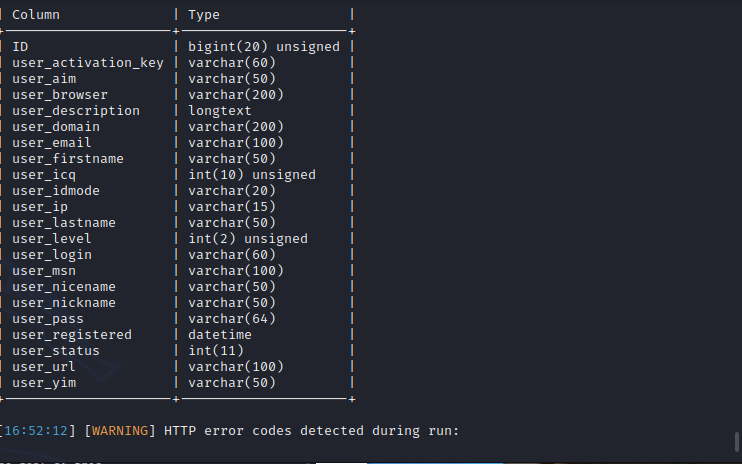 | Column | Type |
+---------------------+---------------------+
| ID | bigint(20) unsigned |
| user_activation_key | varchar(60) |
| user_aim | varchar(50) |
| user_browser | varchar(200) |
| user_description | longtext |
| user_domain | varchar(200) |
| user_email | varchar(100) |
| user_firstname | varchar(50) |
| user_icq | int(10) unsigned |
| user_idmode | varchar(20) |
| user_ip | varchar(15) |
| user_lastname | varchar(50) |
| user_level | int(2) unsigned |
| user_login | varchar(60) |
| user_msn | varchar(100) |
| user_nicename | varchar(50) |
| user_nickname | varchar(50) |
| user_pass | varchar(64) |
| user_registered | datetime |
| user_status | int(11) |
| user_url | varchar(100) |
| user_yim | varchar(50) |
+---------------------+---------------------+
[16:52:12] [WARNING] HTTP error codes detected during run: